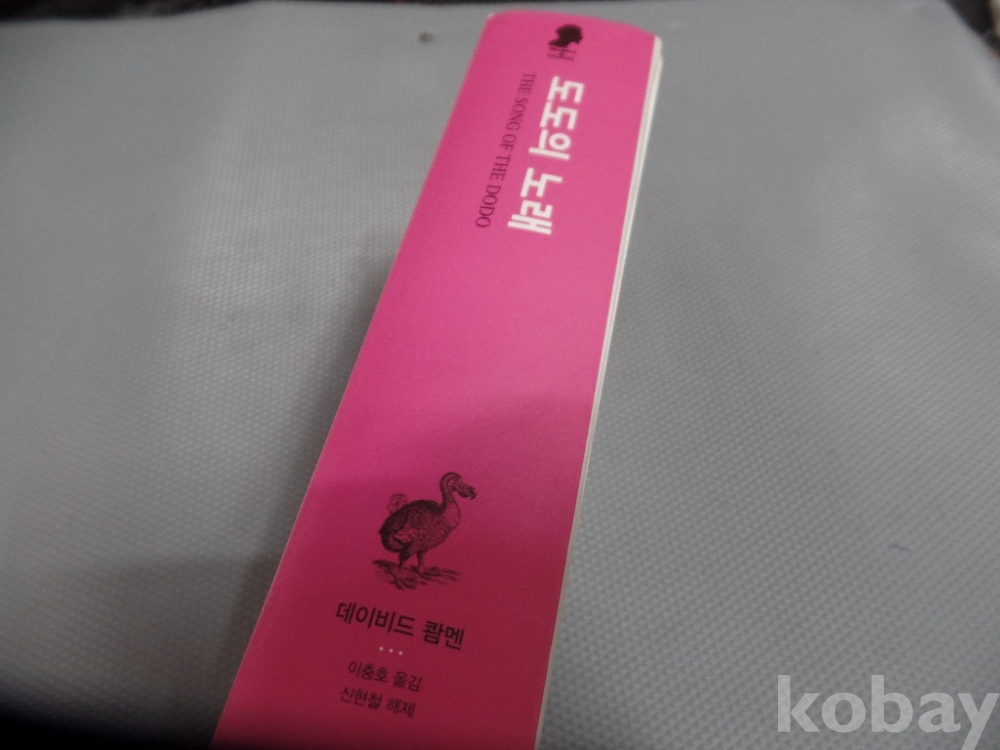 도도의 노래
THE SONG OF THE DODO
데이비드 쾀멘
이충호 옮김
신현철 해제
kobay